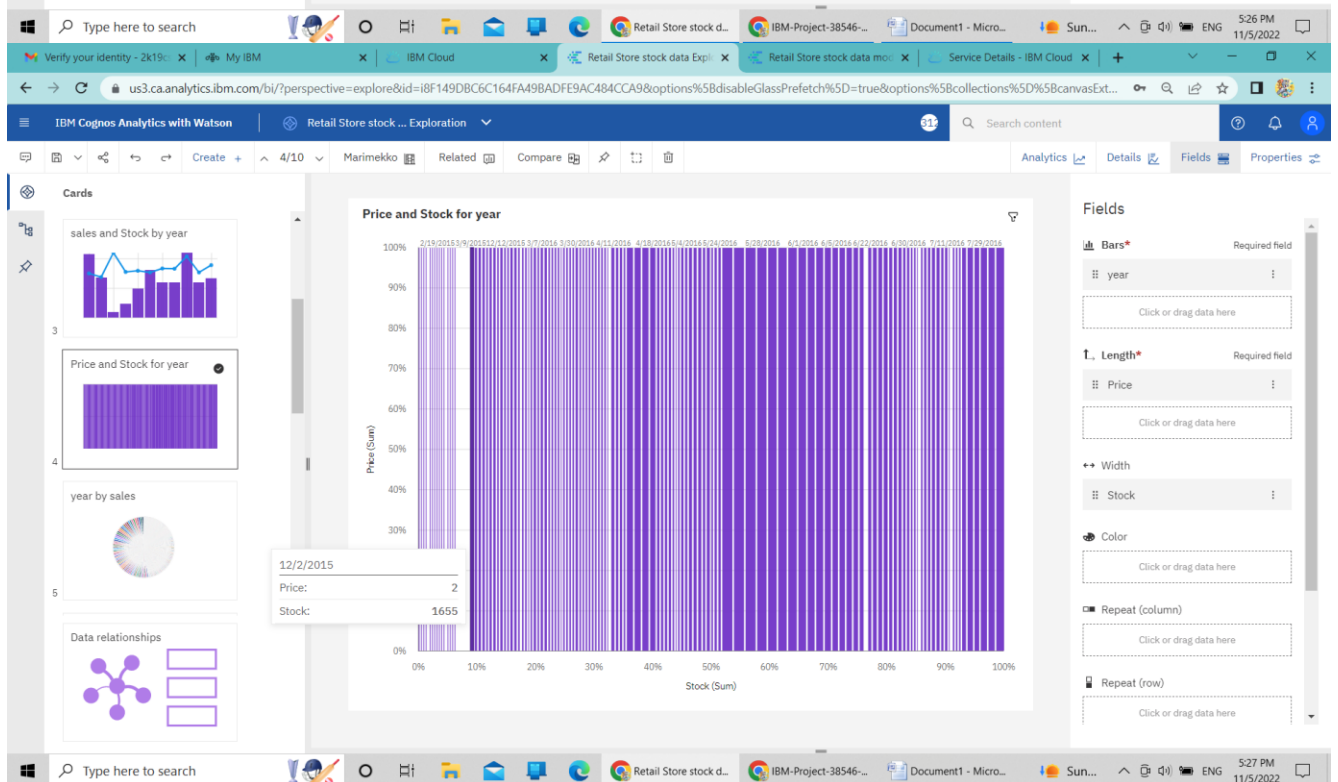 Type here to search
Retail Store stock d...
IBM-Project-38546-...
Document1 - Micro...
Sun...
ENG
5:26 PM
11/5/2022
Verify your identity - 2k19c
My IBM
IBM Cloud
Retail Store stock data Expl
Retail Store stock data mod
Service Details - IBM Cloud
us3.ca.analytics.ibm.com/bi/?perspective=explore&id=i8F149DBC6C164FA49BADFE9AC484CCA9&options%5BdisableGlassPrefetch%5D=true&options%5Bcollections%5D%5BcanvasExt...
IBM Cognos Analytics with Watson
Retail Store stock ... Exploration
312
Search content
Create +
4/10
Marimekko
Related
Compare
Analytics
Details
Fields
Properties
Cards
sales and Stock by year
3
Price and Stock for year
4
year by sales
5
Data relationships
Price and Stock for year
2/19/2015 3/9/2015 12/12/2015 3/7/2016 3/30/2016 4/11/2016 4/18/2016 5/4/2016 5/24/2016 5/28/2016 6/1/2016 6/5/2016 6/22/2016 6/30/2016 7/11/2016 7/29/2016
100%
90%
80%
70%
60%
50%
40%
30%
0%
Price (Sum)
0% 10% 20% 30% 40% 50% 60% 70% 80% 90% 100%
Stock (Sum)
12/2/2015
Price: 2
Stock: 1655
Fields
Bars* Required field
year
Click or drag data here
Length* Required field
Price
Click or drag data here
Width
Stock
Color
Click or drag data here
Repeat (column)
Click or drag data here
Repeat (row)
Click or drag data here
Type here to search
Retail Store stock d...
IBM-Project-38546-...
Document1 - Micro...
Sun...
ENG
5:27 PM
11/5/2022